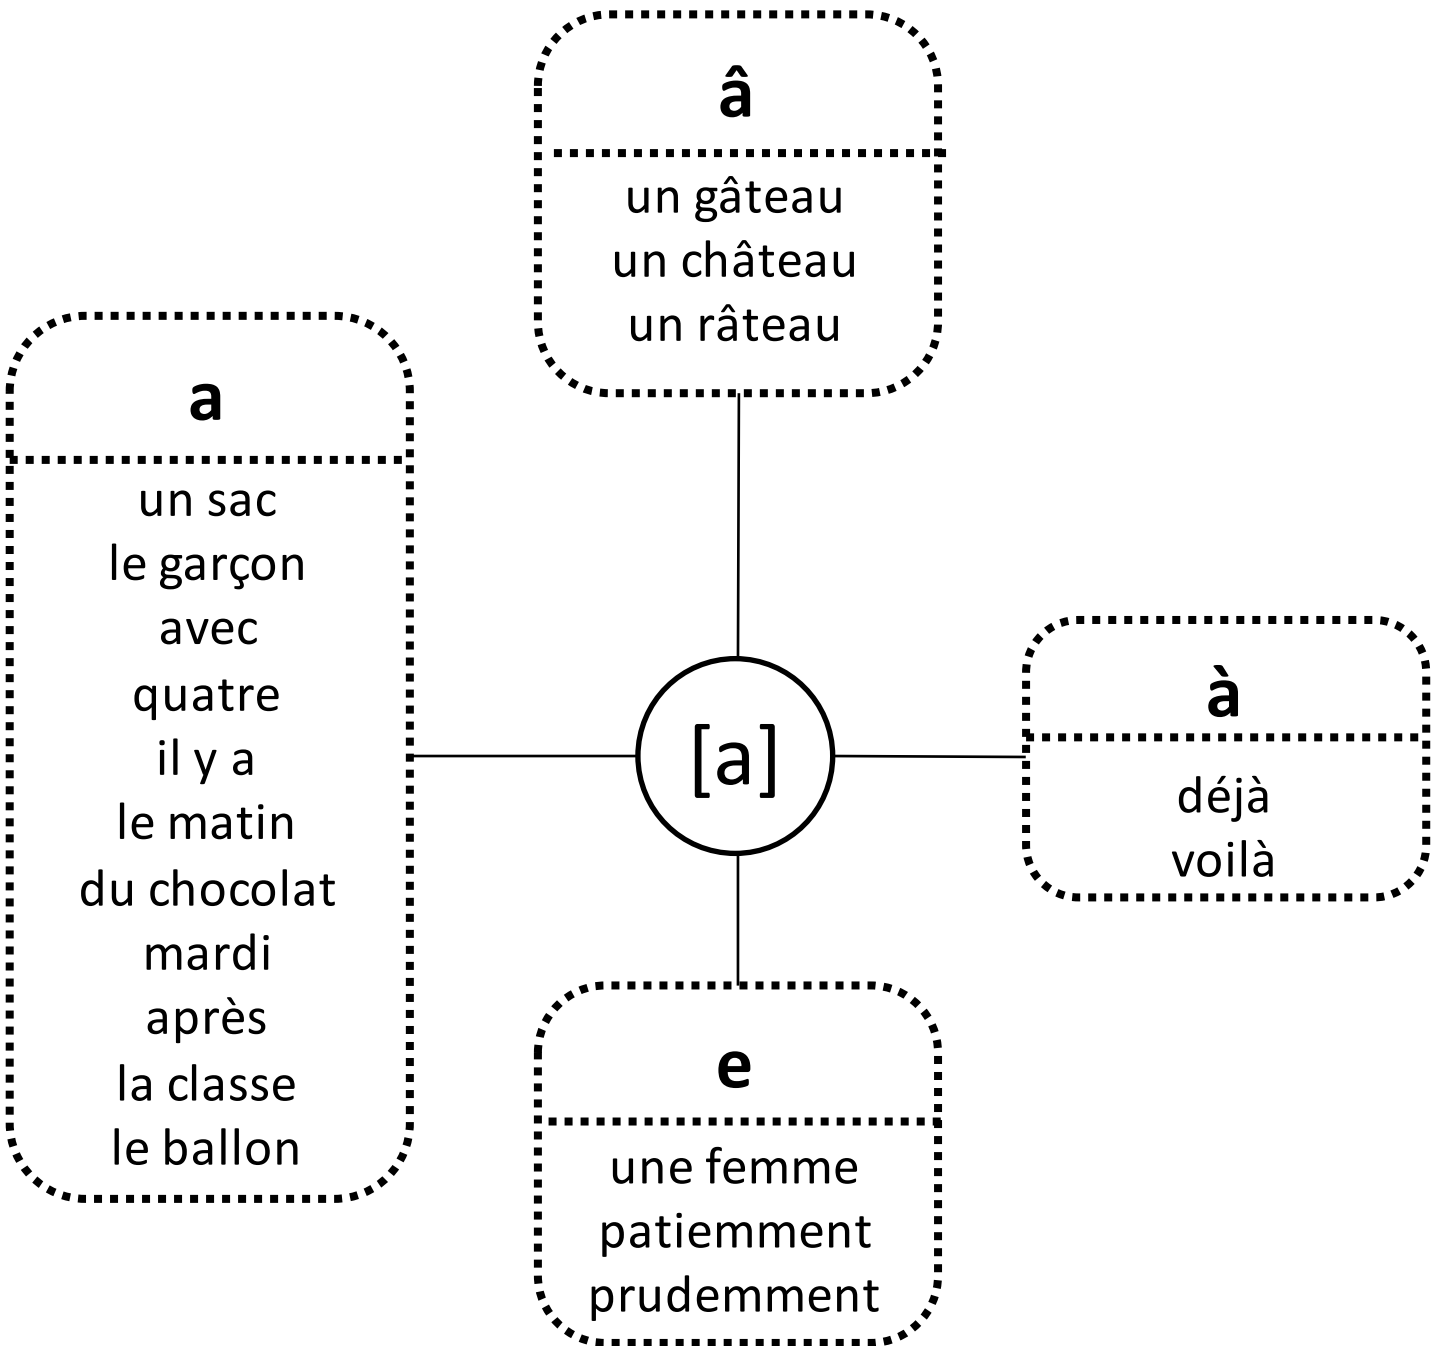 â
un gâteau
un château
un râteau
a
un sac
le garçon
avec
quatre
il y a
le matin
du chocolat
mardi
après
la classe
le ballon
[a]
à
déjà
voilà
e
une femme
patiemment
prudemment